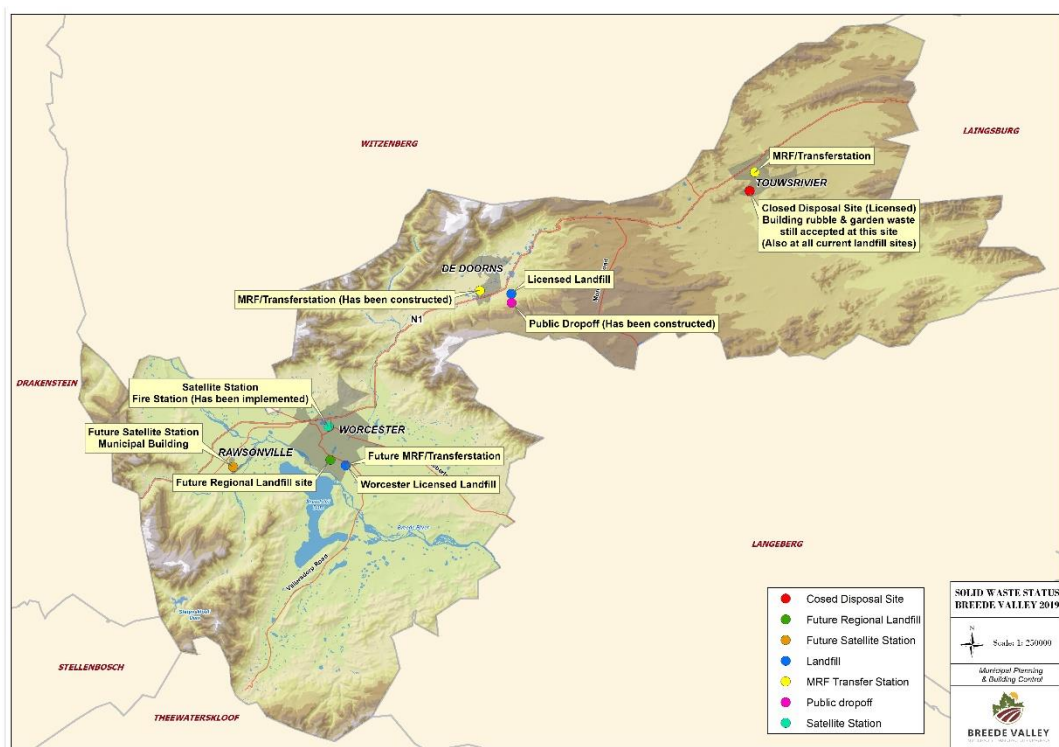 WITZENBERG
LAINGSBURG
MRF/Transferstation
TOUWSRIVIER
Closed Disposal Site (Licensed)
Building rubble & garden waste
still accepted at this site
(Also at all current landfill sites)
DE DOORNS
Licensed Landfill
MRF/Transferstation (Has been constructed)
Public Dropoff (Has been constructed)
N1
DRAKENSTEIN
Satellite Station
Fire Station (Has been implemented)
WORCESTER
Future Satellite Station
Municipal Building
RAWSONVILLE
Future MRF/Transferstation
Future Regional Landfill site
Worcester Licensed Landfill
Breede River
LANGEBERG
Villiersdorp Road
STELLENBOSCH
THEEWATERSKLOOF
Cosed Disposal Site
Future Regional Landfill
Future Satellite Station
Landfill
MRF Transfer Station
Public dropoff
Satellite Station
SOLID WASTE STATUS
BREEDE VALLEY 2019
N
Scale: 1: 250000
Municipal Planning
& Building Control
BREEDE VALLEY